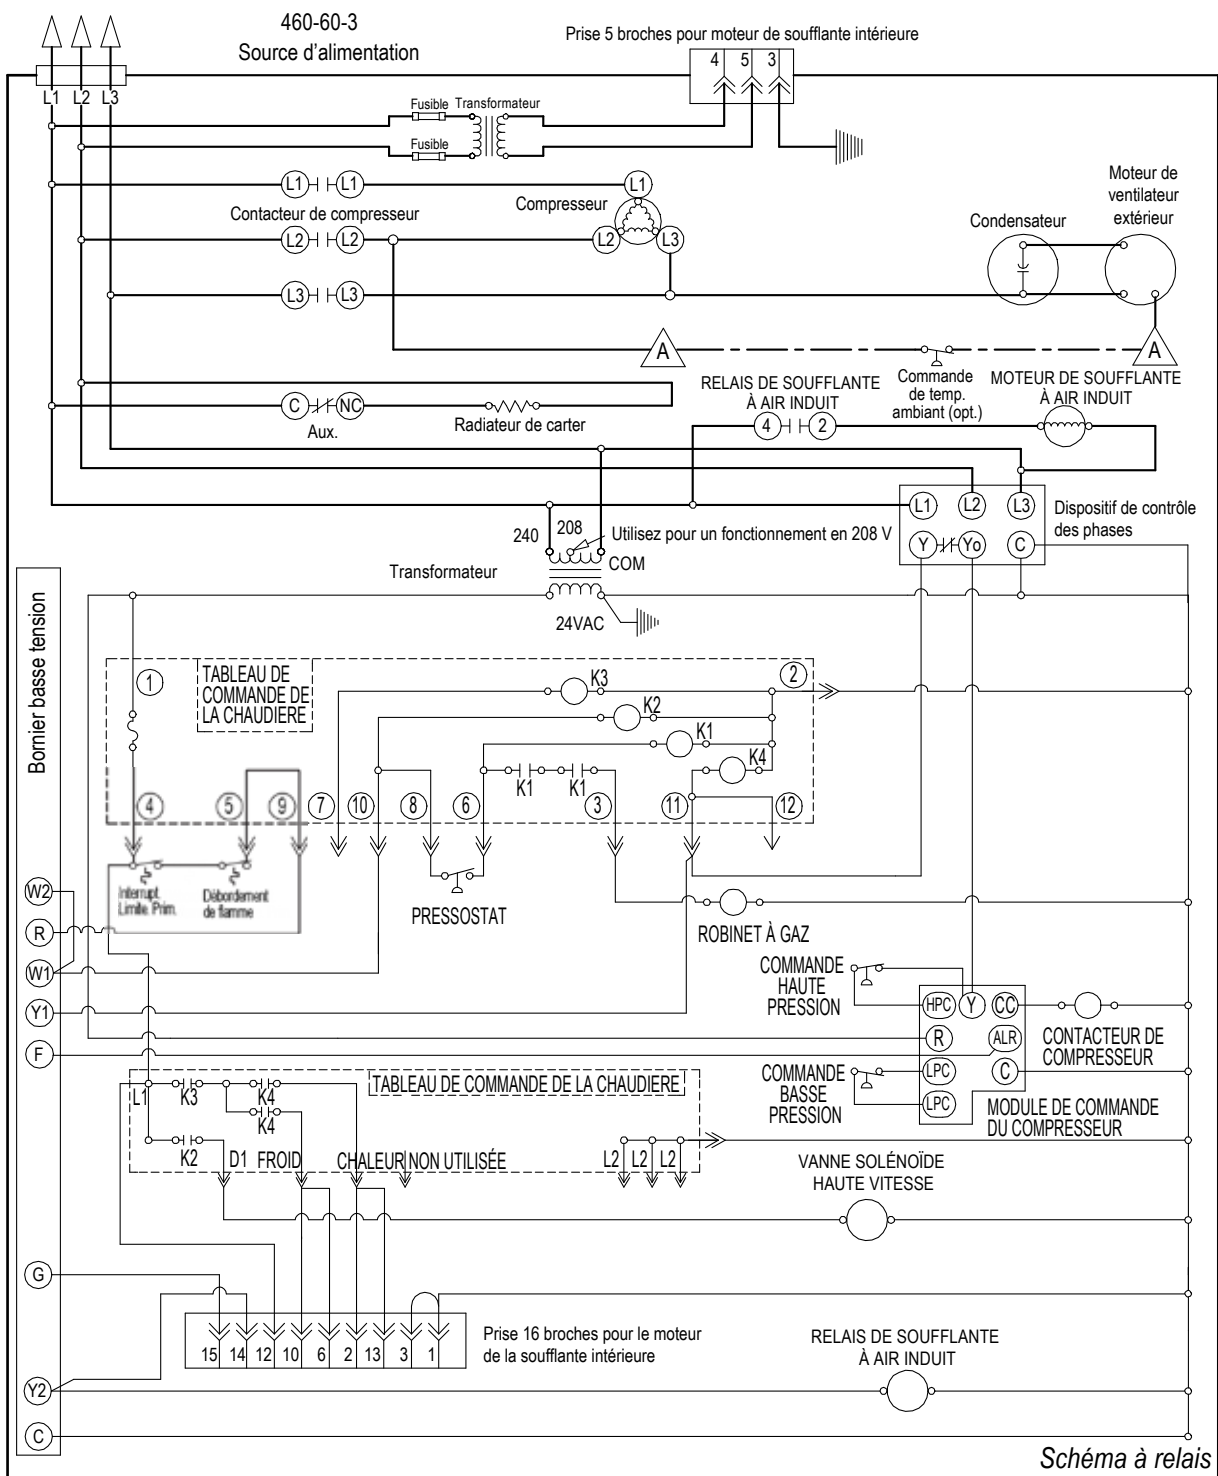 460-60-3
Source d'alimentation
Prise 5 broches pour moteur de soufflante intérieure
4 5 3
L1 L2 L3
Fusible Transformateur
Fusible
L1 L1 L1
Contacteur de compresseur
Compresseur
L2 L2 L2 L3
L3 L3
Condensateur
Moteur de
ventilateur
extérieur
A A
Commande
de temp.
ambiant (opt.)
C NC
Aux.
Radiateur de carter
RELAIS DE SOUFFLANTE
À AIR INDUIT
4 2
MOTEUR DE SOUFFLANTE
À AIR INDUIT
L1 L2 L3
Y Yo C
Dispositif de contrôle
des phases
240 208
Utilisez pour un fonctionnement en 208 V
COM
Transformateur
24VAC
Bornier basse tension
1
TABLEAU DE
COMMANDE DE
LA CHAUDIERE
K3
2
K2
K1
K4
K1 K1
4 5 9 7 10 8 6 3 11 12
Interrupt.
Limite. Prim.
Débordement
de flamme
PRESSOSTAT
ROBINET À GAZ
W2
R
W1
Y1
F
COMMANDE
HAUTE
PRESSION
HPC Y CC
R ALR
LPC C
LPC
CONTACTEUR DE
COMPRESSEUR
COMMANDE
BASSE
PRESSION
MODULE DE COMMANDE
DU COMPRESSEUR
TABLEAU DE COMMANDE DE LA CHAUDIERE
L1 K3 K4
K4
K2
D1 FROID CHALEUR NON UTILISÉE
L2 L2 L2
VANNE SOLÉNOÏDE
HAUTE VITESSE
G
15 14 12 10 6 2 13 3 1
Prise 16 broches pour le moteur
de la soufflante intérieure
RELAIS DE SOUFFLANTE
À AIR INDUIT
Y2
C
Schéma à relais